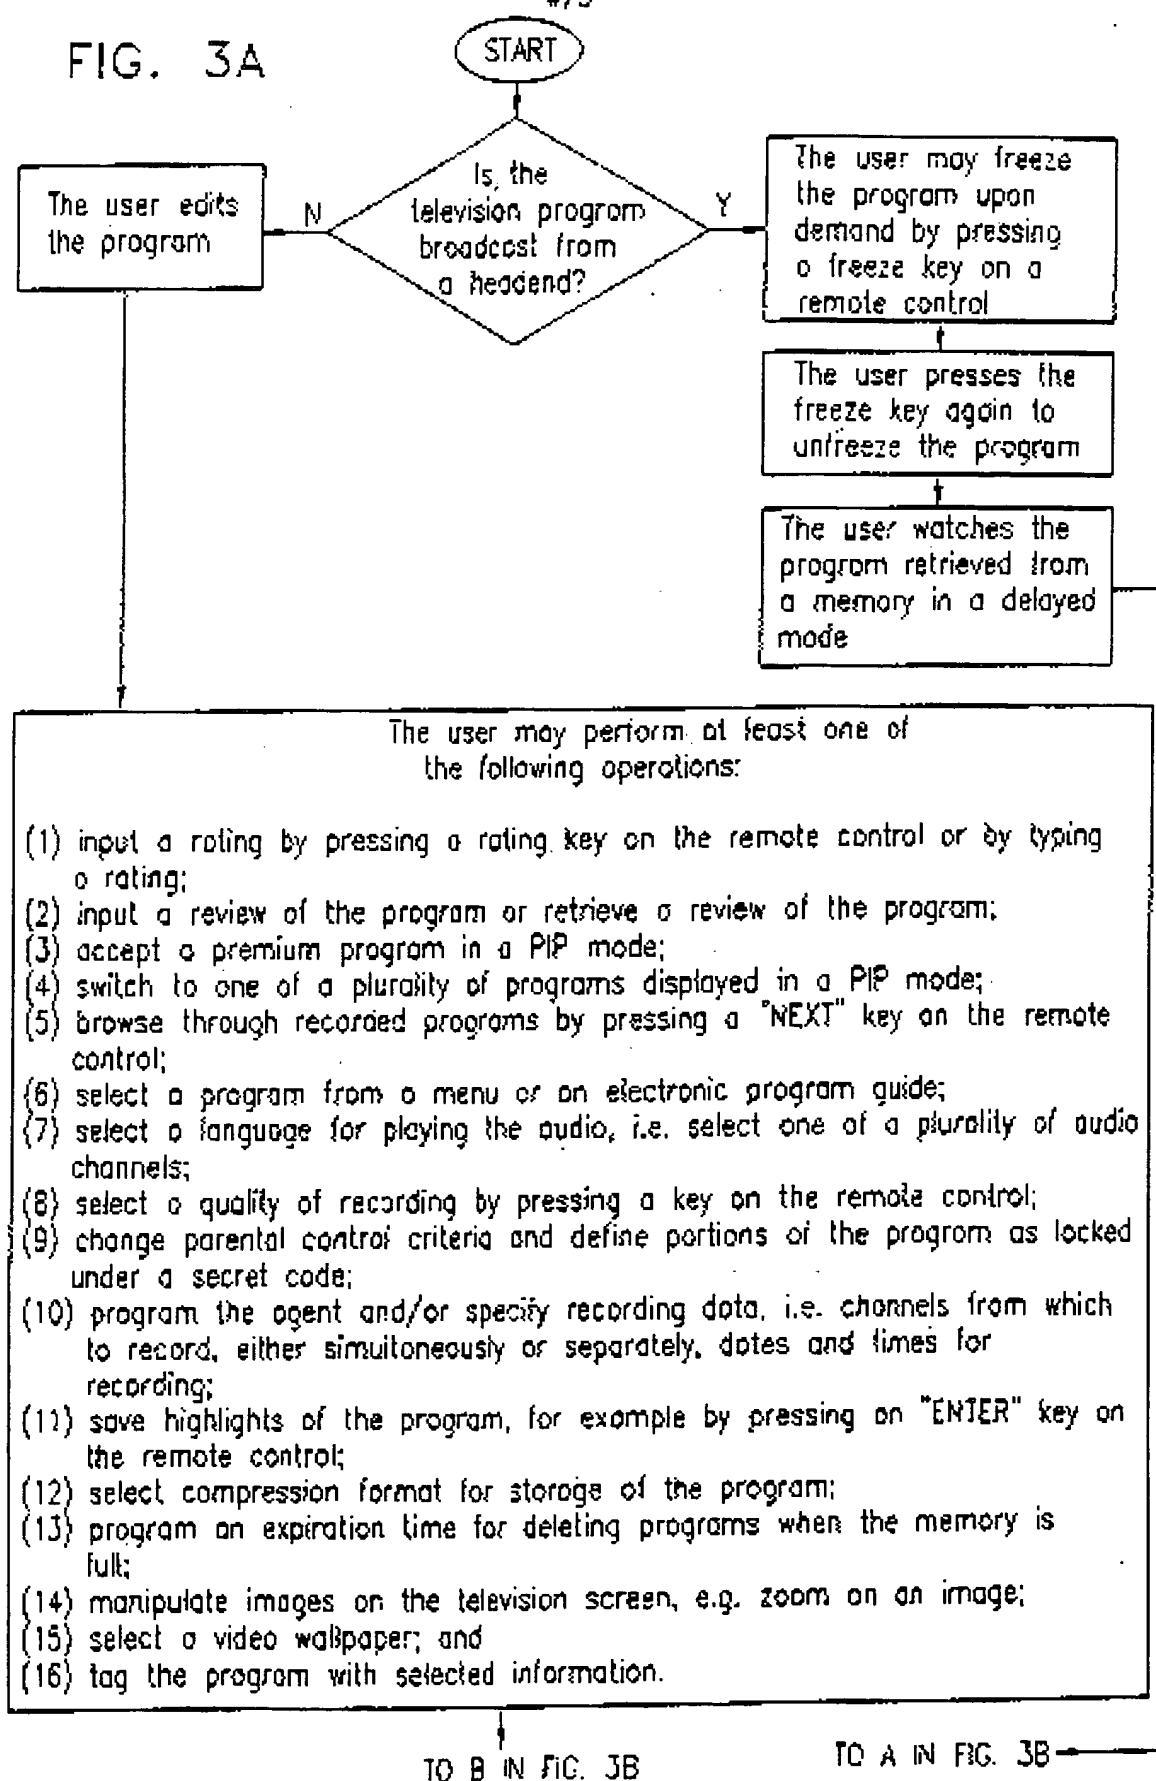 FIG. 3A
START
Is the
television program
broadcast from
a headend?
N
Y
The user edits
the program
The user may freeze
the program upon
demand by pressing
a freeze key on a
remote control
The user presses the
freeze key again to
unfreeze the program
The user watches the
program retrieved from
a memory in a delayed
mode
The user may perform at least one of
the following operations:
(1) input a rating by pressing a rating key on the remote control or by typing
a rating;
(2) input a review of the program or retrieve a review of the program;
(3) accept a premium program in a PIP mode;
(4) switch to one of a plurality of programs displayed in a PIP mode;
(5) browse through recorded programs by pressing a "NEXT" key on the remote
control;
(6) select a program from a menu or an electronic program guide;
(7) select a language for playing the audio, i.e. select one of a plurality of audio
channels;
(8) select a quality of recording by pressing a key on the remote control;
(9) change parental control criteria and define portions of the program as locked
under a secret code;
(10) program the agent and/or specify recording data, i.e. channels from which
to record, either simultaneously or separately, dates and times for
recording;
(11) save highlights of the program, for example by pressing an "ENTER" key on
the remote control;
(12) select compression format for storage of the program;
(13) program an expiration time for deleting programs when the memory is
full;
(14) manipulate images on the television screen, e.g. zoom on an image;
(15) select a video wallpaper; and
(16) tag the program with selected information.
TO B IN FIG. 3B
TO A IN FIG. 3B